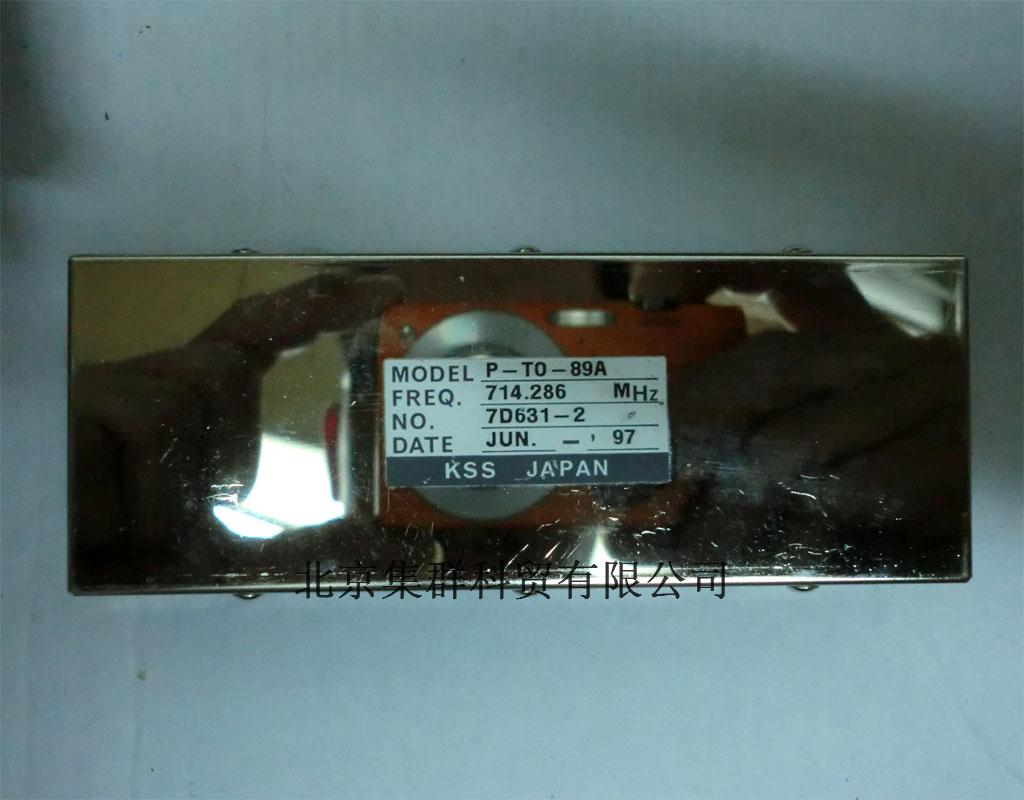 MODEL P-TO-89A
FREQ. 714.286 MHz
NO. 7D631-2
DATE JUN. -, 97
KSS JAPAN
北京集群科贸有限公司